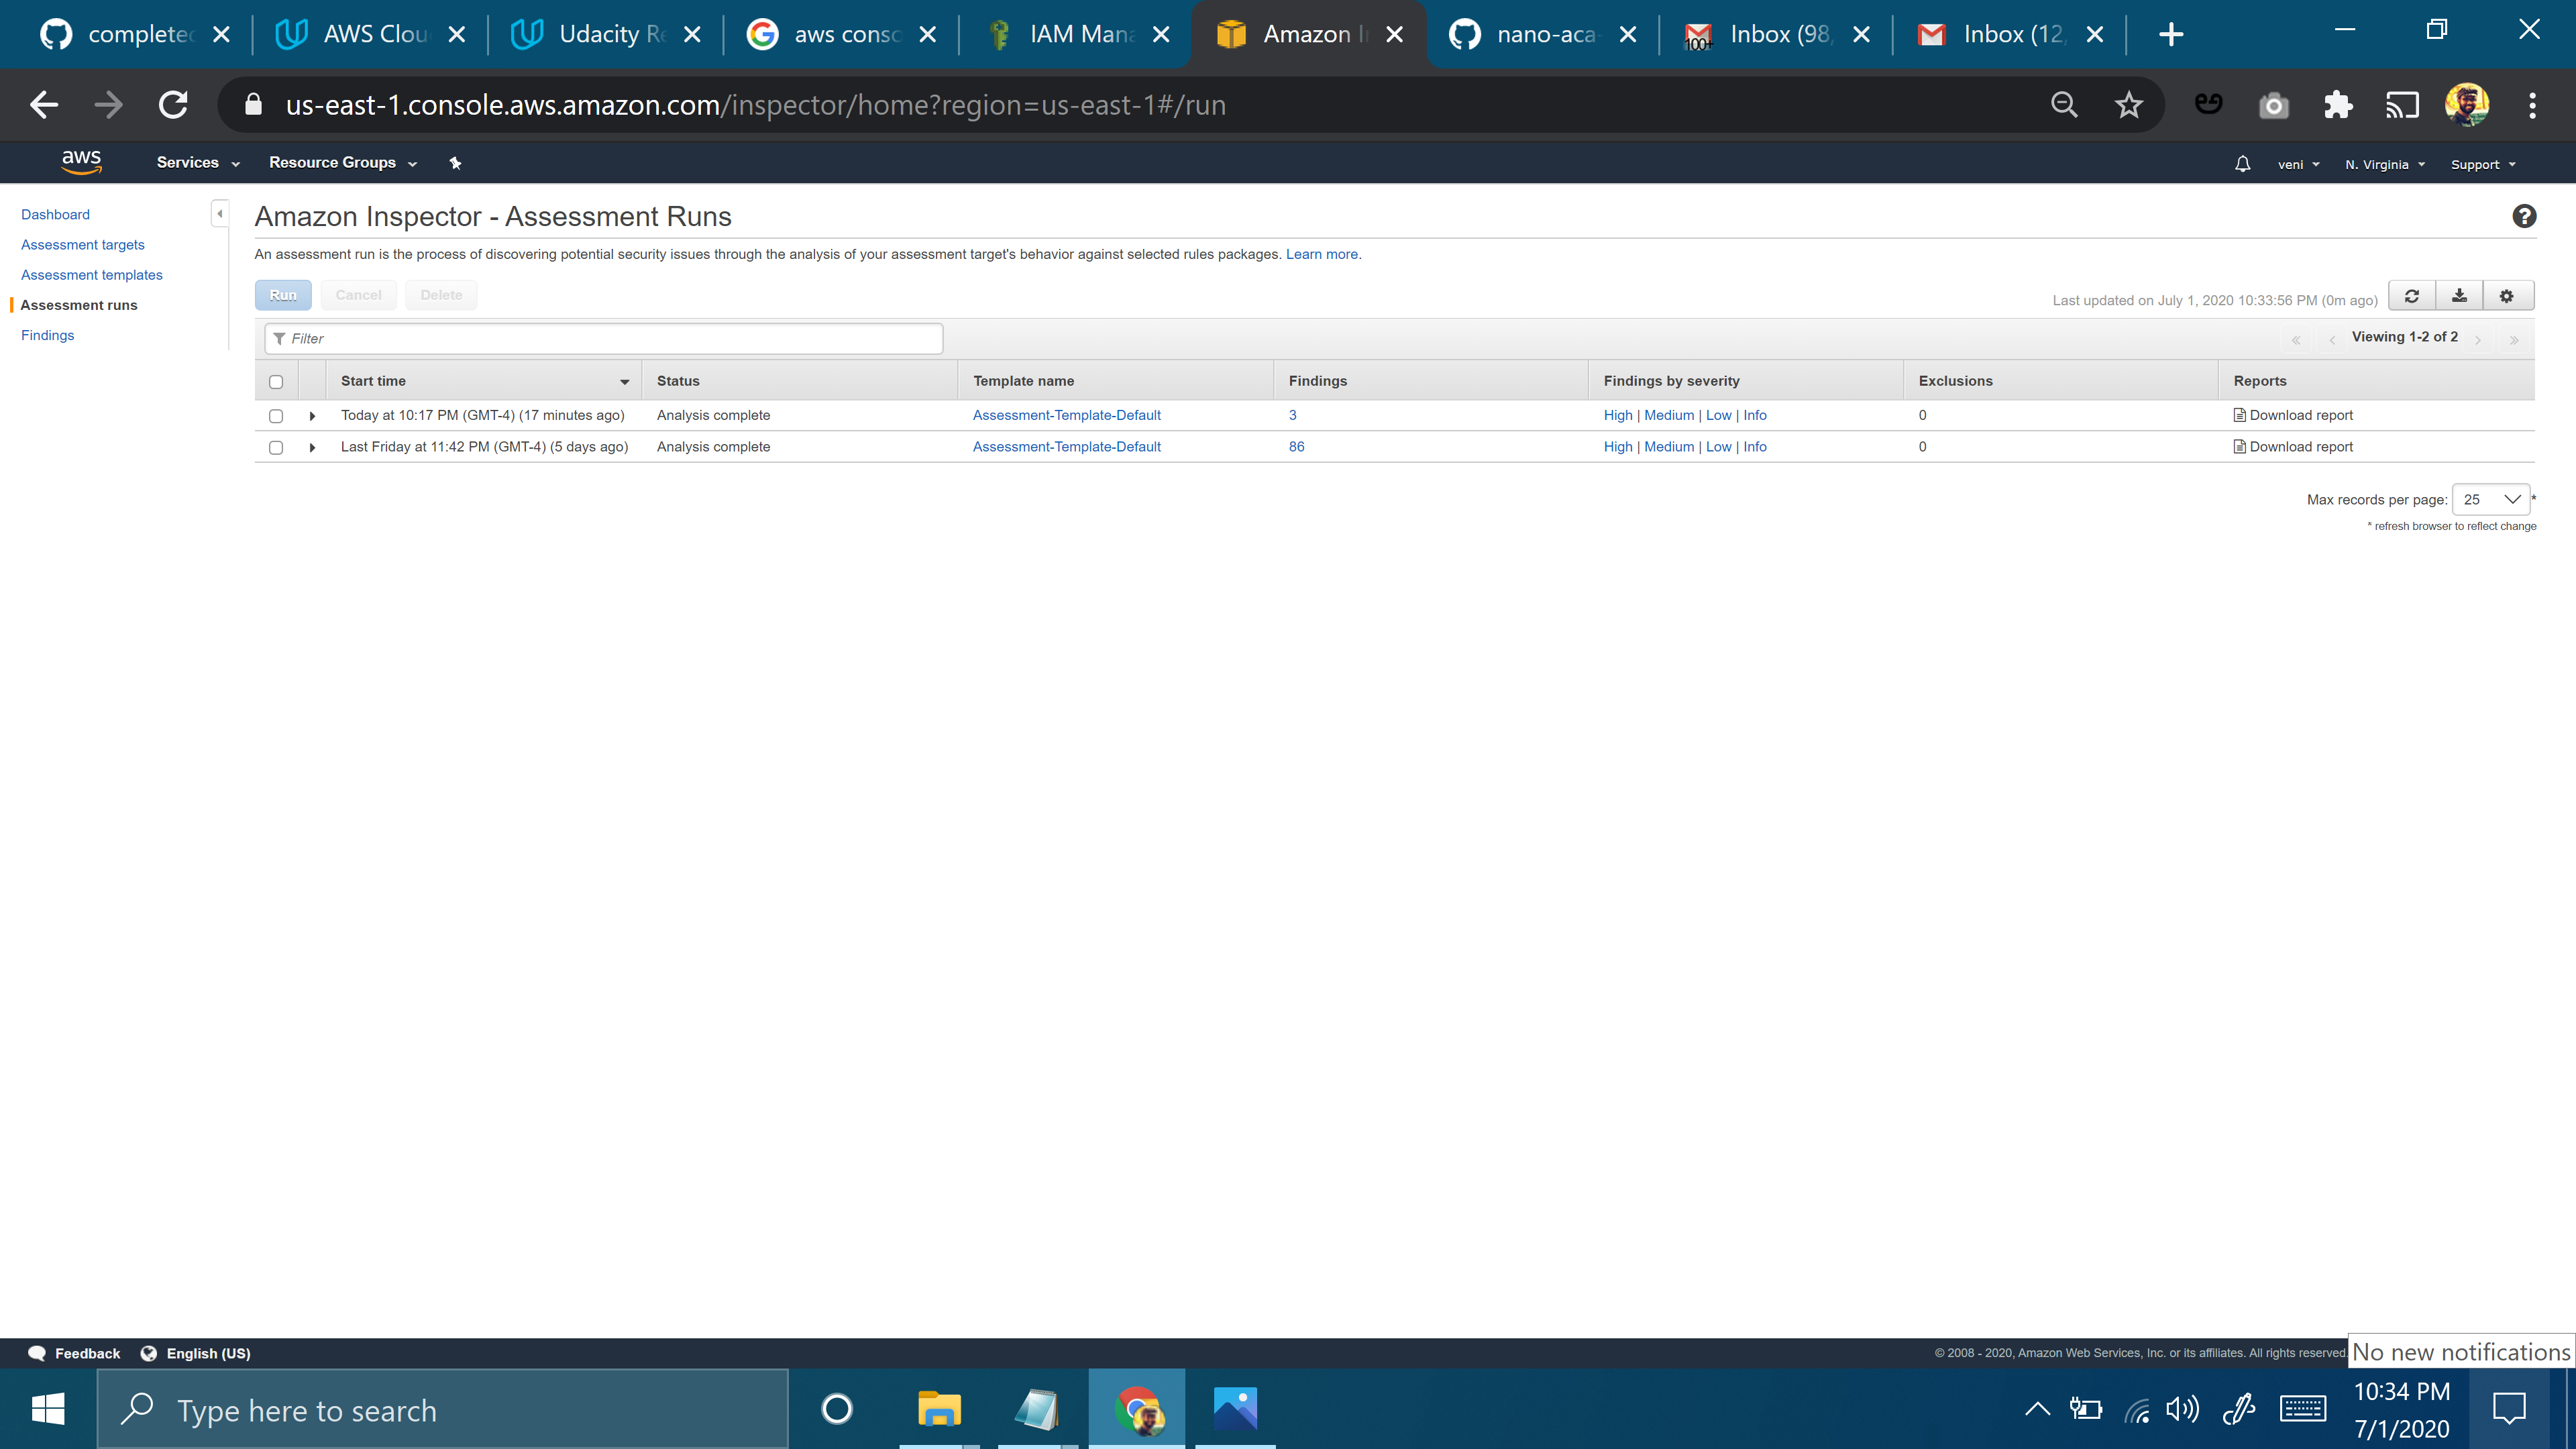 completed
AWS Clou
Udacity Re
aws conso
IAM Mana
Amazon I
nano-aca
Inbox (98,
Inbox (12,
us-east-1.console.aws.amazon.com/inspector/home?region=us-east-1#/run
aws
Services
Resource Groups
veni
N. Virginia
Support
Dashboard
Assessment targets
Assessment templates
Assessment runs
Findings
Amazon Inspector - Assessment Runs
An assessment run is the process of discovering potential security issues through the analysis of your assessment target's behavior against selected rules packages. Learn more.
Run Cancel Delete
Last updated on July 1, 2020 10:33:56 PM (0m ago)
Filter
Viewing 1-2 of 2
Start time Status Template name Findings Findings by severity Exclusions Reports
Today at 10:17 PM (GMT-4) (17 minutes ago) Analysis complete Assessment-Template-Default 3 High | Medium | Low | Info 0 Download report
Last Friday at 11:42 PM (GMT-4) (5 days ago) Analysis complete Assessment-Template-Default 86 High | Medium | Low | Info 0 Download report
Max records per page: 25 *
* refresh browser to reflect change
Feedback
English (US)
© 2008 - 2020, Amazon Web Services, Inc. or its affiliates. All rights reserved.
No new notifications
Type here to search
10:34 PM
7/1/2020